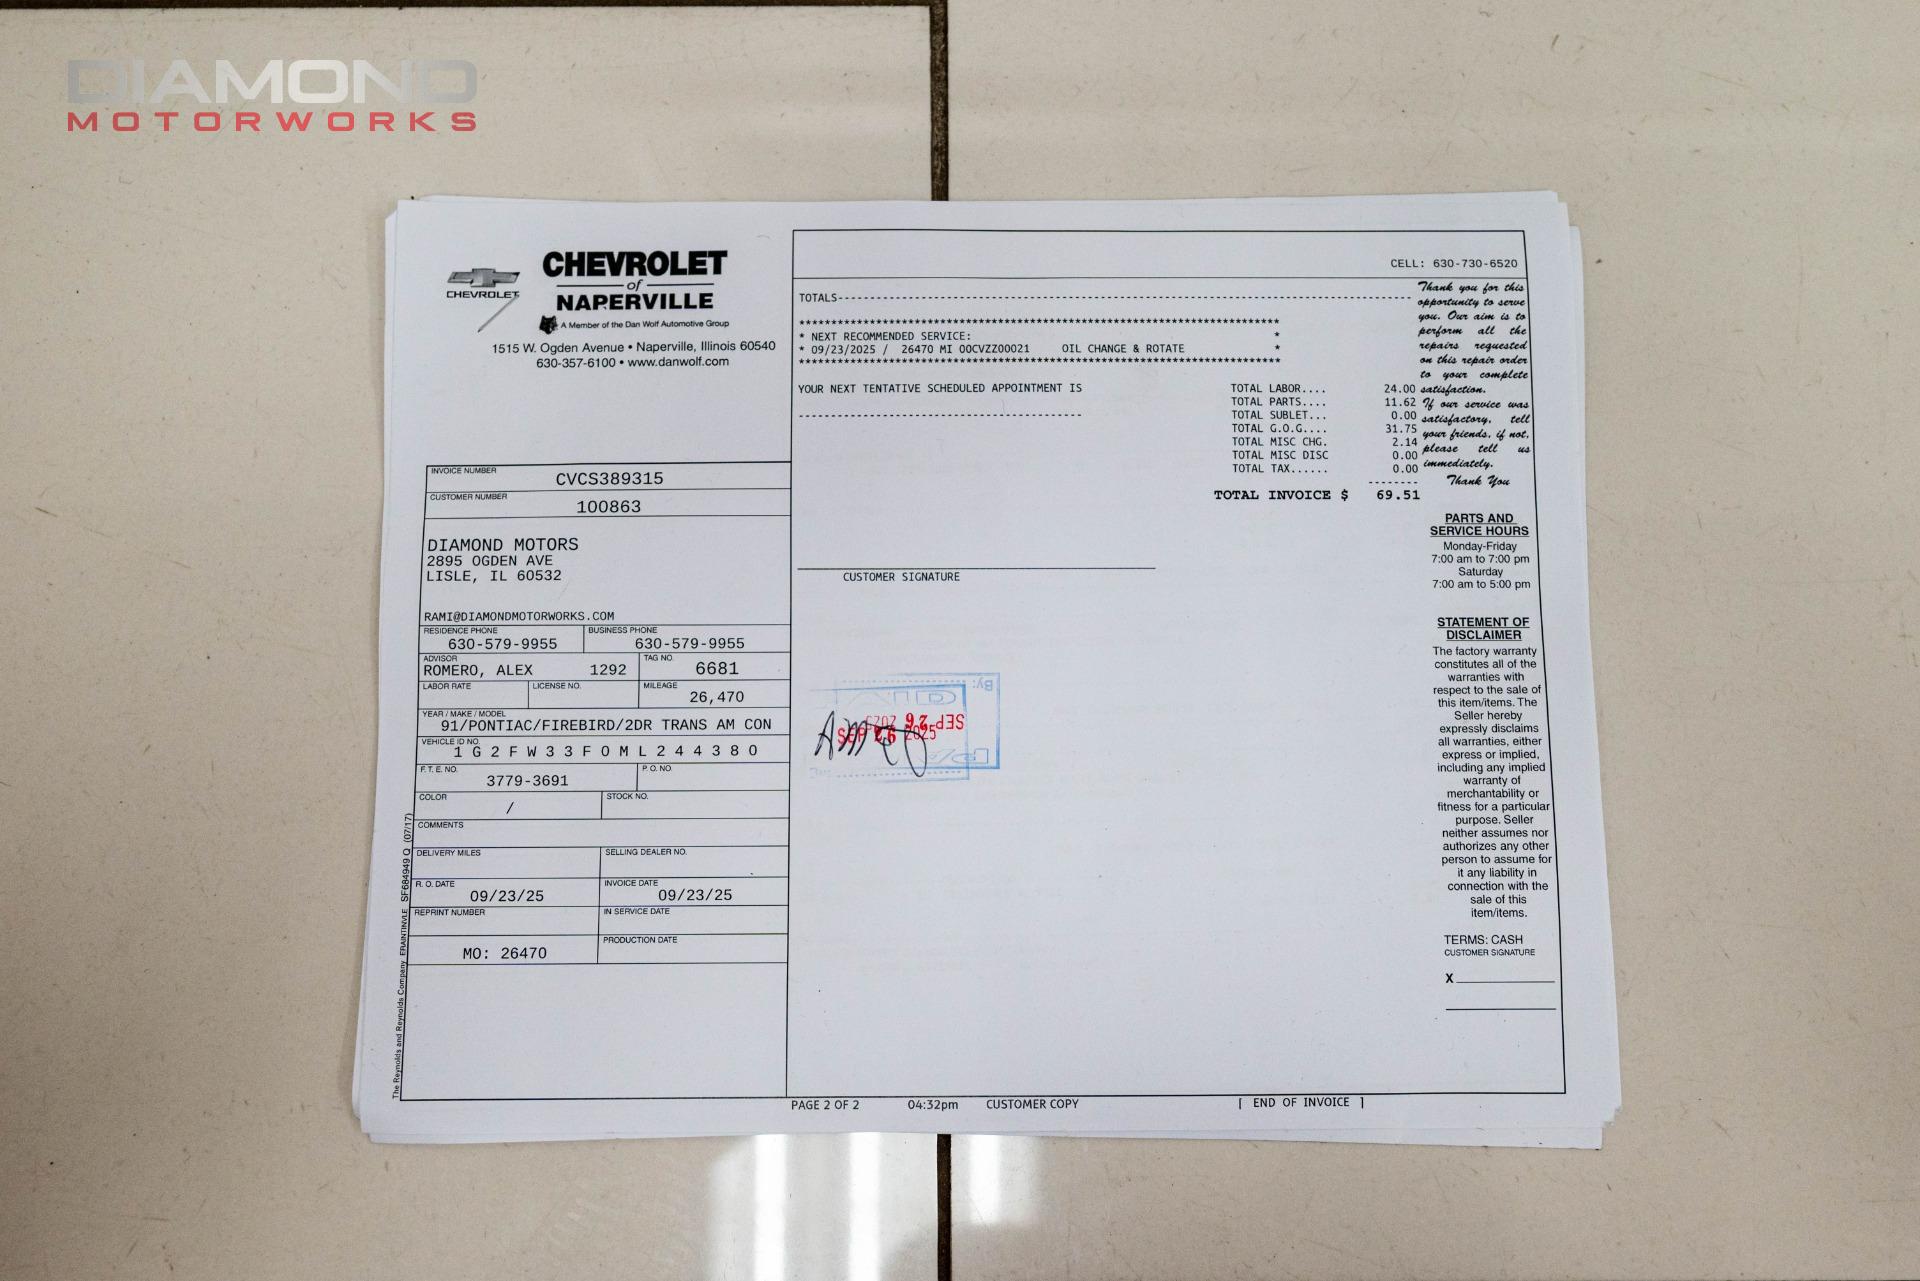 DIAMOND
MOTORWORKS
CHEVROLET
CHEVROLET
of
NAPERVILLE
A Member of the Dan Wolf Automotive Group
1515 W. Ogden Avenue • Naperville, Illinois 60540
630-357-6100 • www.danwolf.com
INVOICE NUMBER
CVCS389315
CUSTOMER NUMBER
100863
DIAMOND MOTORS
2895 OGDEN AVE
LISLE, IL 60532
RAMI@DIAMONDMOTORWORKS.COM
RESIDENCE PHONE BUSINESS PHONE
630-579-9955 630-579-9955
ADVISOR TAG NO.
ROMERO, ALEX 1292 6681
LABOR RATE LICENSE NO. MILEAGE
26,470
YEAR / MAKE / MODEL
91/PONTIAC/FIREBIRD/2DR TRANS AM CON
VEHICLE ID NO.
1 G 2 F W 3 3 F 0 M L 2 4 4 3 8 0
F. T. E. NO. P. O. NO.
3779-3691
COLOR STOCK NO.
/
COMMENTS
DELIVERY MILES SELLING DEALER NO.
R. O. DATE INVOICE DATE
09/23/25 09/23/25
REPRINT NUMBER IN SERVICE DATE
PRODUCTION DATE
MO: 26470
The Reynolds and Reynolds Company ERAINTINVLE SF684949 Q (07/17)
CELL: 630-730-6520
TOTALS------------------------------------------------------------------------
****************************************************************************
* NEXT RECOMMENDED SERVICE: *
* 09/23/2025 / 26470 MI 00CVZZ00021 OIL CHANGE & ROTATE *
****************************************************************************
YOUR NEXT TENTATIVE SCHEDULED APPOINTMENT IS
---------------------------------------------
TOTAL LABOR.... 24.00
TOTAL PARTS.... 11.62
TOTAL SUBLET... 0.00
TOTAL G.O.G.... 31.75
TOTAL MISC CHG. 2.14
TOTAL MISC DISC 0.00
TOTAL TAX...... 0.00
--------
TOTAL INVOICE $ 69.51
CUSTOMER SIGNATURE
By:
SEP 26 2025
SEP 26 2025
Thank you for this
opportunity to serve
you. Our aim is to
perform all the
repairs requested
on this repair order
to your complete
satisfaction.
If our service was
satisfactory, tell
your friends, if not,
please tell us
immediately.
Thank You
PARTS AND
SERVICE HOURS
Monday-Friday
7:00 am to 7:00 pm
Saturday
7:00 am to 5:00 pm
STATEMENT OF
DISCLAIMER
The factory warranty
constitutes all of the
warranties with
respect to the sale of
this item/items. The
Seller hereby
expressly disclaims
all warranties, either
express or implied,
including any implied
warranty of
merchantability or
fitness for a particular
purpose. Seller
neither assumes nor
authorizes any other
person to assume for
it any liability in
connection with the
sale of this
item/items.
TERMS: CASH
CUSTOMER SIGNATURE
X
PAGE 2 OF 2 04:32pm CUSTOMER COPY [ END OF INVOICE ]